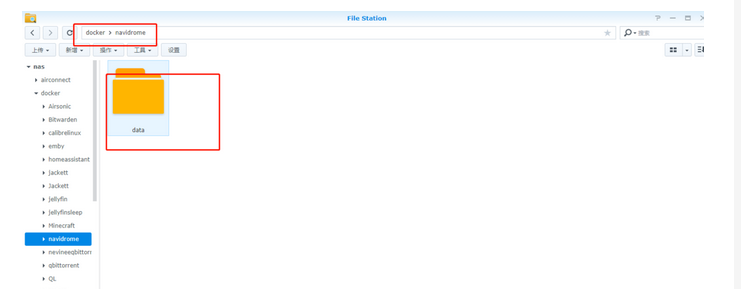 File Station
docker > navidrome
搜索
上传 新增 操作 工具 设置
nas
airconnect
docker
Airsonic
Bitwarden
calibrelinux
emby
homeassistant
jackett
Jackett
Jellyfin
jellyfinsleep
Minecraft
navidrome
nevineeqbittorr
qbittorrent
QL
data